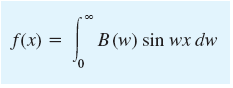 f(x) = ∫₀^∞ B(w) sin wx dw